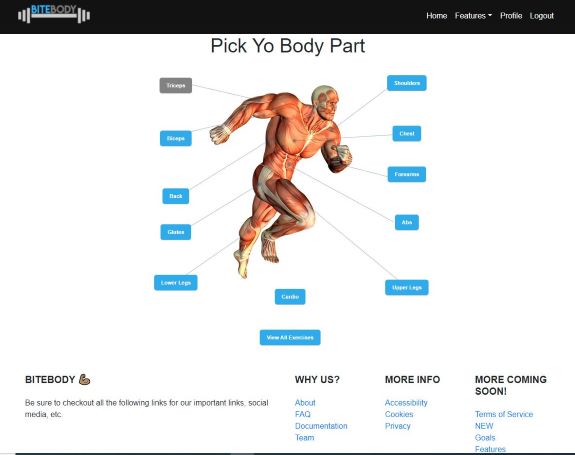 BITEBODY
Home Features Profile Logout
Pick Yo Body Part
Triceps
Shoulders
Biceps
Chest
Forearms
Back
Abs
Glutes
Lower Legs
Upper Legs
Cardio
View All Exercises
BITEBODY
Be sure to checkout all the following links for our important links, social
media, etc
WHY US?
About
FAQ
Documentation
Team
MORE INFO
Accessibility
Cookies
Privacy
MORE COMING
SOON!
Terms of Service
NEW
Goals
Features